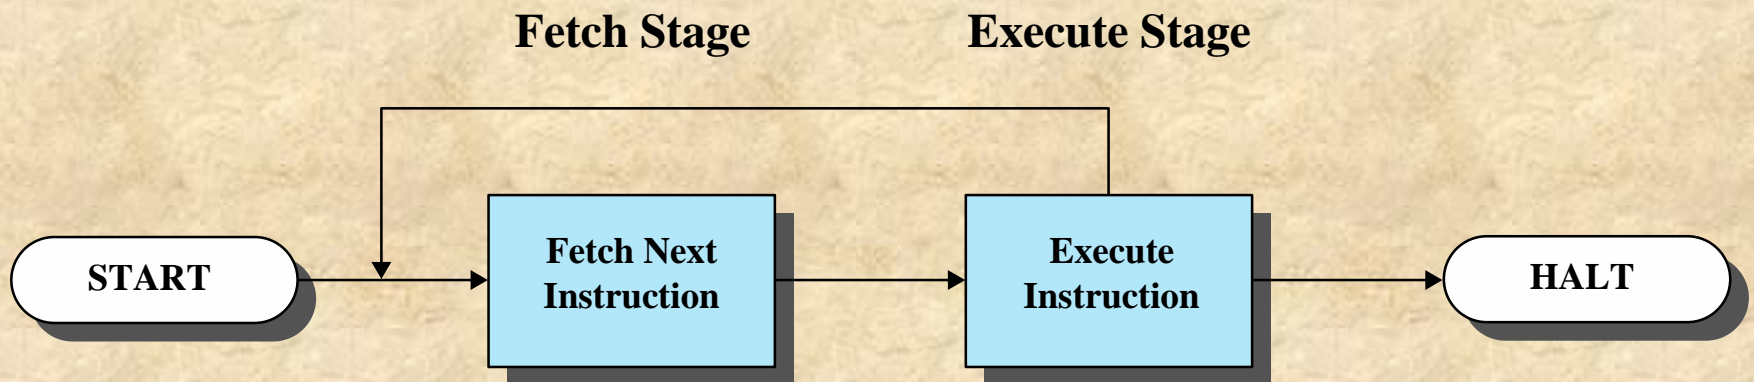 Fetch Stage
Execute Stage
START
Fetch Next
Instruction
Execute
Instruction
HALT